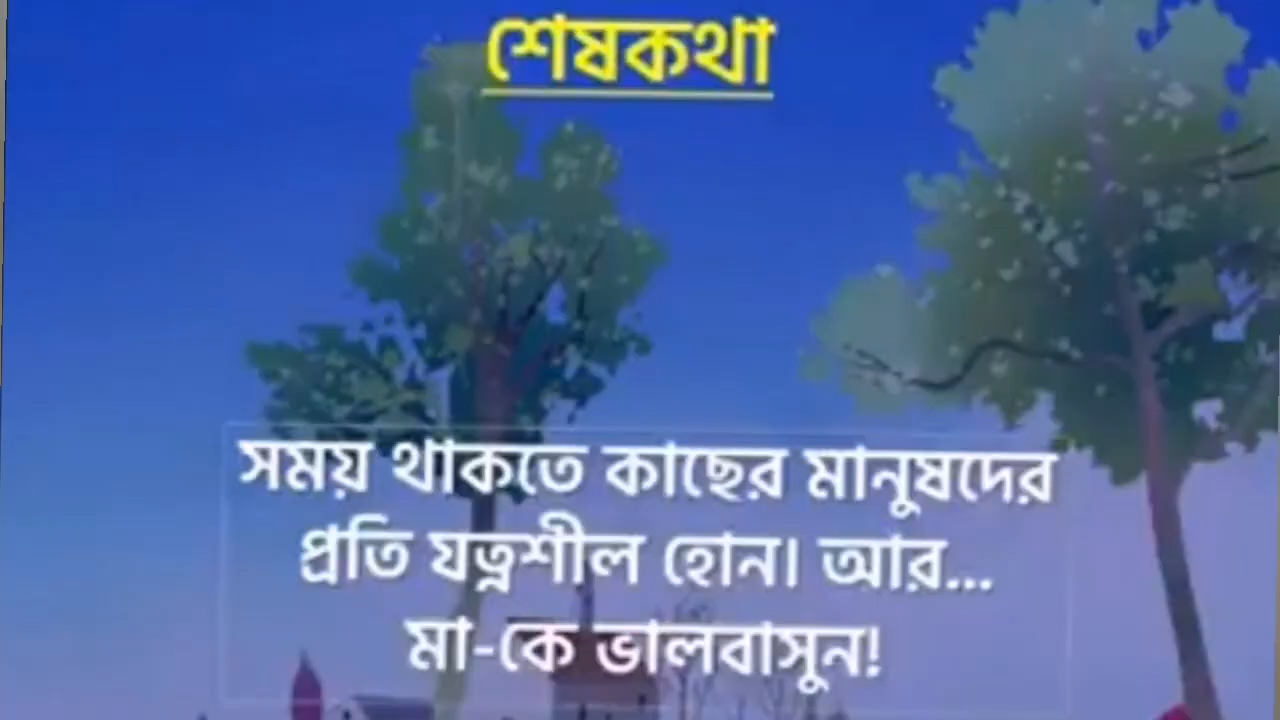 শেষকথা
সময় থাকতে কাছের মানুষদের
প্রতি যত্নশীল হোন। আর...
মা-কে ভালবাসুন!